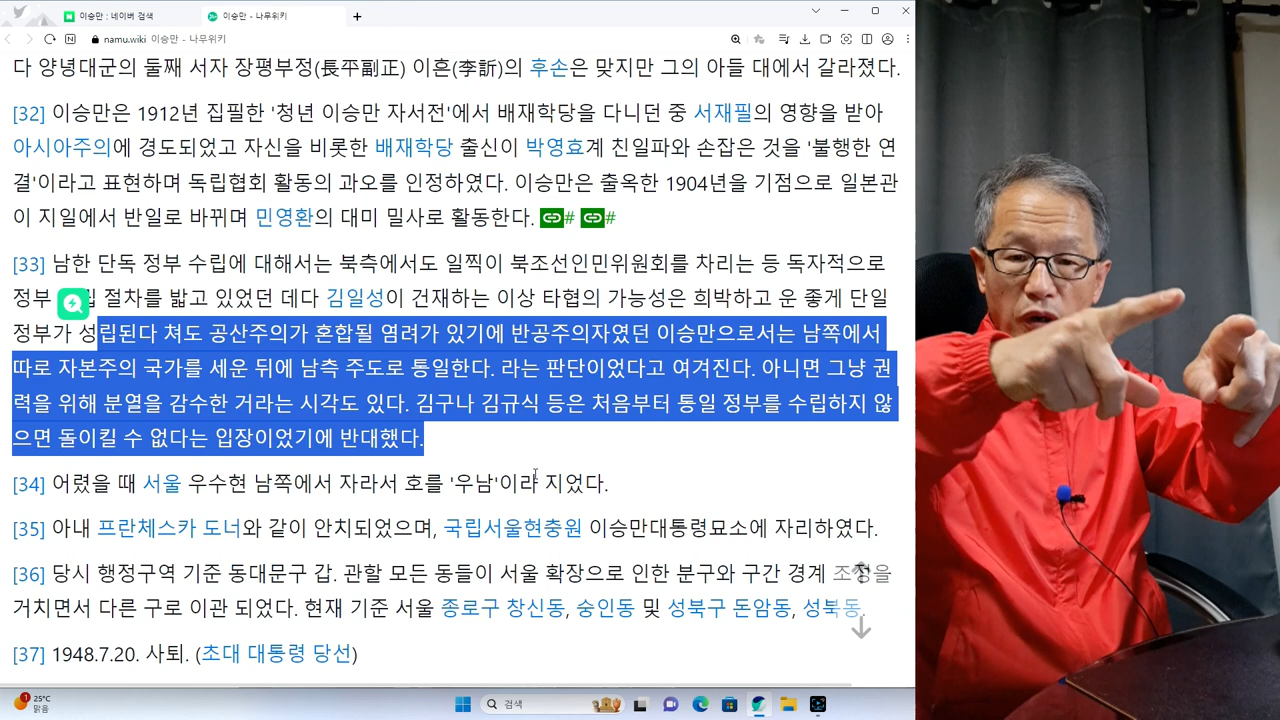 이승만 : 네이버 검색
이승만 - 나무위키
namu.wiki 이승만 - 나무위키
다 양녕대군의 둘째 서자 장평부정(長平副正) 이흔(李訢)의 후손은 맞지만 그의 아들 대에서 갈라졌다.
[32] 이승만은 1912년 집필한 '청년 이승만 자서전'에서 배재학당을 다니던 중 서재필의 영향을 받아
아시아주의에 경도되었고 자신을 비롯한 배재학당 출신이 박영효계 친일파와 손잡은 것을 '불행한 연
결'이라고 표현하며 독립협회 활동의 과오를 인정하였다. 이승만은 출옥한 1904년을 기점으로 일본관
이 지일에서 반일로 바뀌며 민영환의 대미 밀사로 활동한다. # #
[33] 남한 단독 정부 수립에 대해서는 북측에서도 일찍이 북조선인민위원회를 차리는 등 독자적으로
정부 절차를 밟고 있었던 데다 김일성이 건재하는 이상 타협의 가능성은 희박하고 운 좋게 단일
정부가 성립된다 쳐도 공산주의가 혼합될 염려가 있기에 반공주의자였던 이승만으로서는 남쪽에서
따로 자본주의 국가를 세운 뒤에 남측 주도로 통일한다. 라는 판단이었다고 여겨진다. 아니면 그냥 권
력을 위해 분열을 감수한 거라는 시각도 있다. 김구나 김규식 등은 처음부터 통일 정부를 수립하지 않
으면 돌이킬 수 없다는 입장이었기에 반대했다.
[34] 어렸을 때 서울 우수현 남쪽에서 자라서 호를 '우남'이라 지었다.
[35] 아내 프란체스카 도너와 같이 안치되었으며, 국립서울현충원 이승만대통령묘소에 자리하였다.
[36] 당시 행정구역 기준 동대문구 갑. 관할 모든 동들이 서울 확장으로 인한 분구와 구간 경계 조정을
거치면서 다른 구로 이관 되었다. 현재 기준 서울 종로구 창신동, 숭인동 및 성북구 돈암동, 성북동.
[37] 1948.7.20. 사퇴. (초대 대통령 당선)
1
25°C
맑음
검색